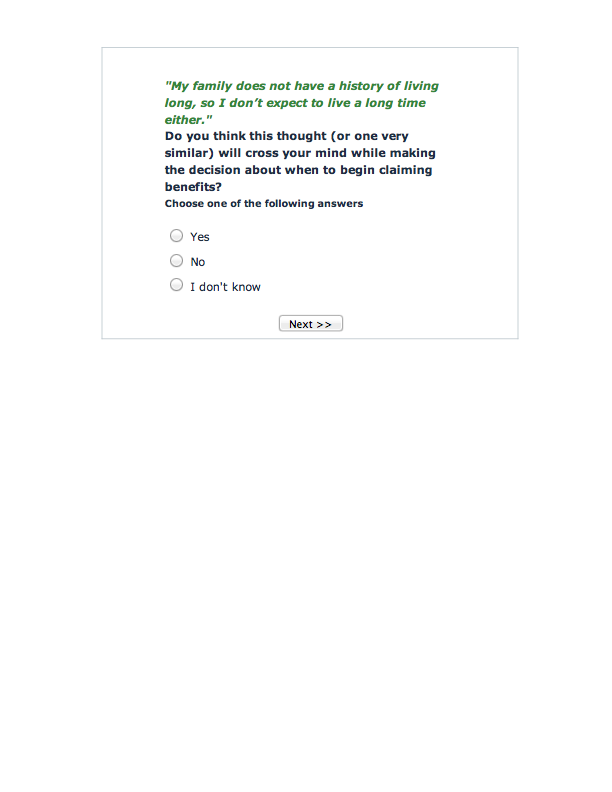 "My family does not have a history of living
long, so I don’t expect to live a long time
either."
Do you think this thought (or one very
similar) will cross your mind while making
the decision about when to begin claiming
benefits?
Choose one of the following answers
Yes
No
I don't know
Next >>